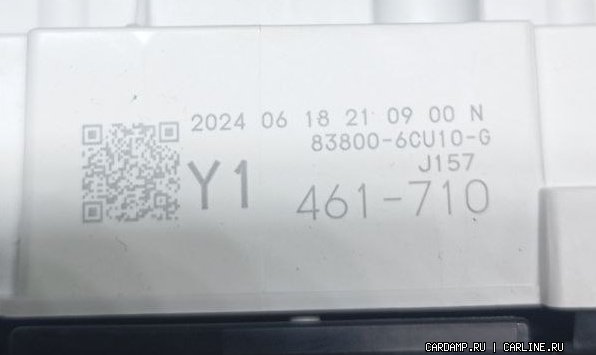 2024 06 18 21 09 00 N
83800-6CU10-G
J157
Y1
461-710
CARDAMP.RU | CARLINE.RU